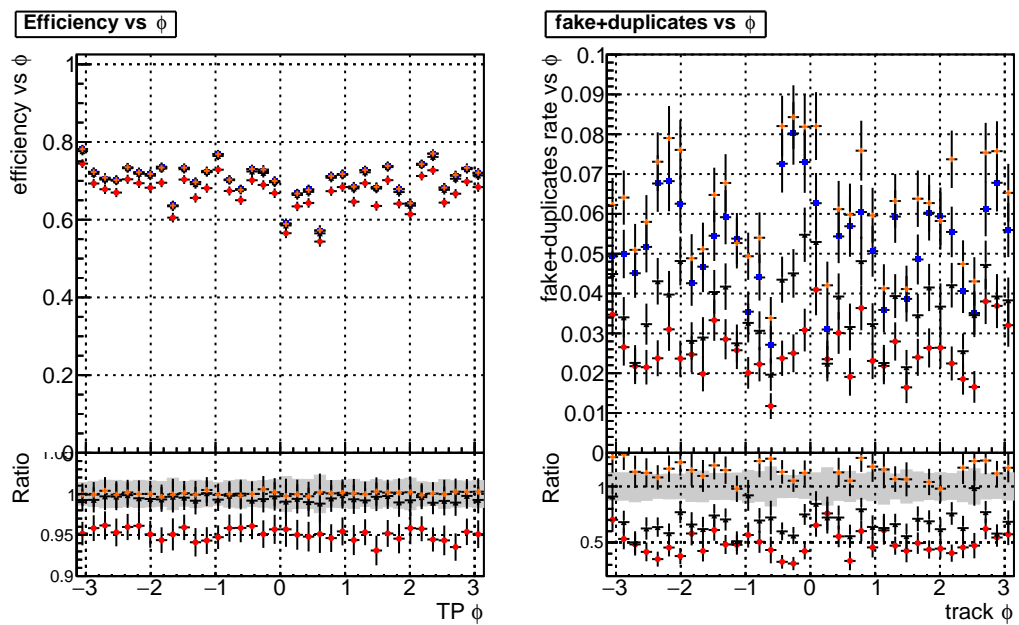 Efficiency vs ϕ
efficiency vs ϕ
1
0.8
0.6
0.4
0.2
0
Ratio
1.05
1
0.95
0.9
−3 −2 −1 0 1 2 3
TP ϕ
fake+duplicates vs ϕ
fake+duplicates rate vs ϕ
0.1
0.09
0.08
0.07
0.06
0.05
0.04
0.03
0.02
0.01
0
Ratio
1
0.5
−3 −2 −1 0 1 2 3
track ϕ